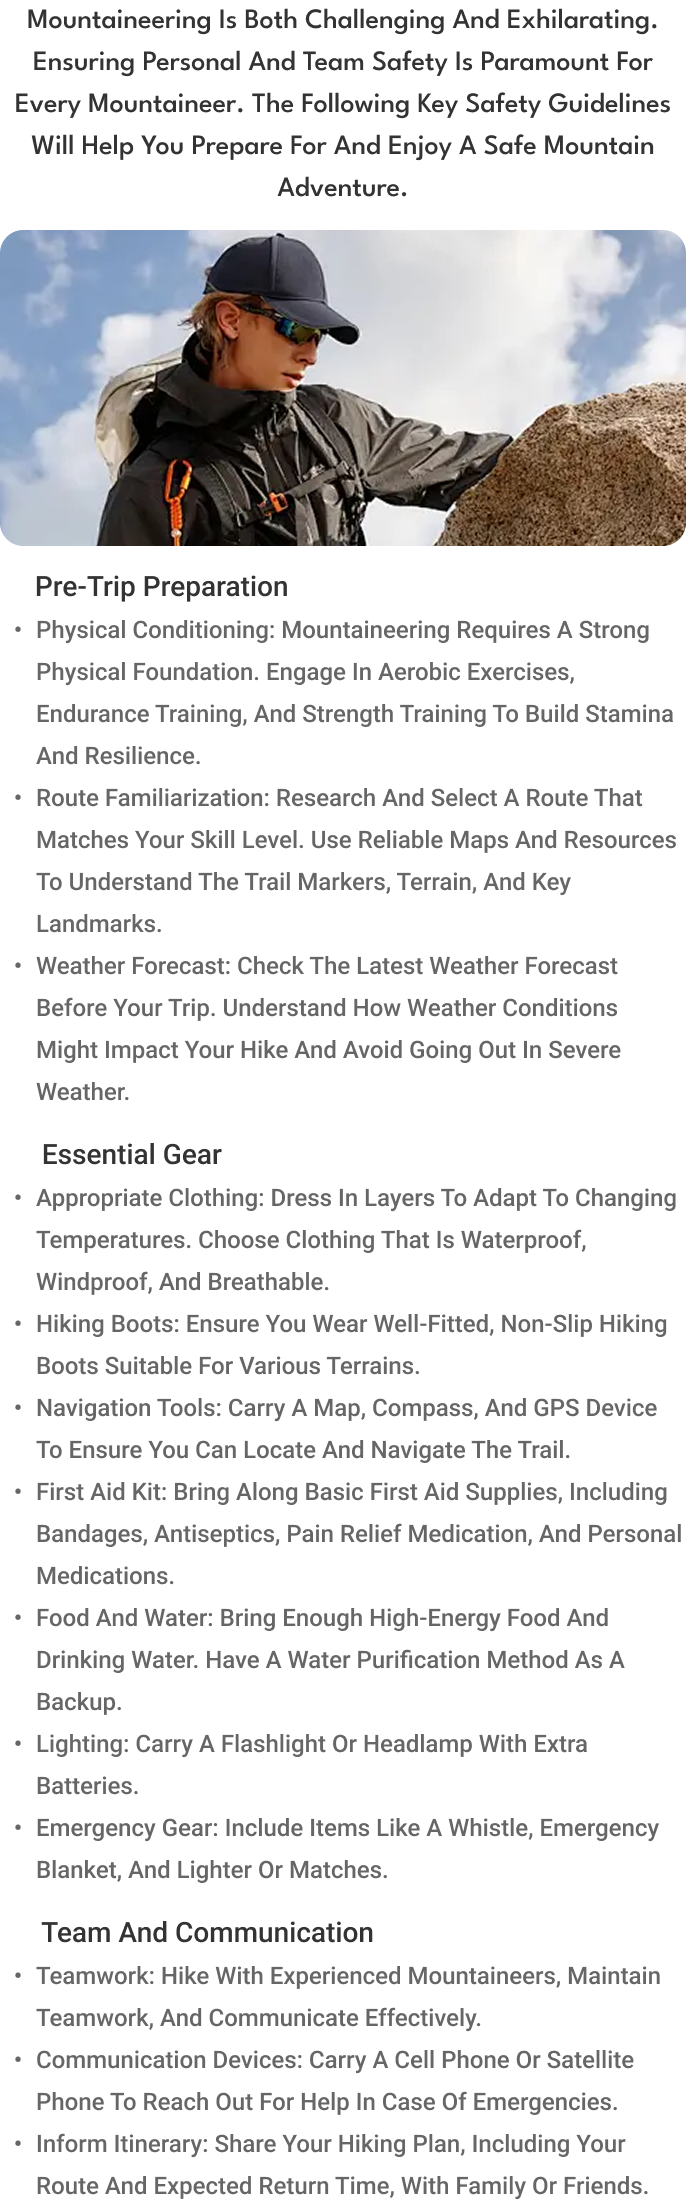 Mountaineering Is Both Challenging And Exhilarating.
Ensuring Personal And Team Safety Is Paramount For
Every Mountaineer. The Following Key Safety Guidelines
Will Help You Prepare For And Enjoy A Safe Mountain
Adventure.
Pre-Trip Preparation
• Physical Conditioning: Mountaineering Requires A Strong
Physical Foundation. Engage In Aerobic Exercises,
Endurance Training, And Strength Training To Build Stamina
And Resilience.
• Route Familiarization: Research And Select A Route That
Matches Your Skill Level. Use Reliable Maps And Resources
To Understand The Trail Markers, Terrain, And Key
Landmarks.
• Weather Forecast: Check The Latest Weather Forecast
Before Your Trip. Understand How Weather Conditions
Might Impact Your Hike And Avoid Going Out In Severe
Weather.
Essential Gear
• Appropriate Clothing: Dress In Layers To Adapt To Changing
Temperatures. Choose Clothing That Is Waterproof,
Windproof, And Breathable.
• Hiking Boots: Ensure You Wear Well-Fitted, Non-Slip Hiking
Boots Suitable For Various Terrains.
• Navigation Tools: Carry A Map, Compass, And GPS Device
To Ensure You Can Locate And Navigate The Trail.
• First Aid Kit: Bring Along Basic First Aid Supplies, Including
Bandages, Antiseptics, Pain Relief Medication, And Personal
Medications.
• Food And Water: Bring Enough High-Energy Food And
Drinking Water. Have A Water Purification Method As A
Backup.
• Lighting: Carry A Flashlight Or Headlamp With Extra
Batteries.
• Emergency Gear: Include Items Like A Whistle, Emergency
Blanket, And Lighter Or Matches.
Team And Communication
• Teamwork: Hike With Experienced Mountaineers, Maintain
Teamwork, And Communicate Effectively.
• Communication Devices: Carry A Cell Phone Or Satellite
Phone To Reach Out For Help In Case Of Emergencies.
• Inform Itinerary: Share Your Hiking Plan, Including Your
Route And Expected Return Time, With Family Or Friends.